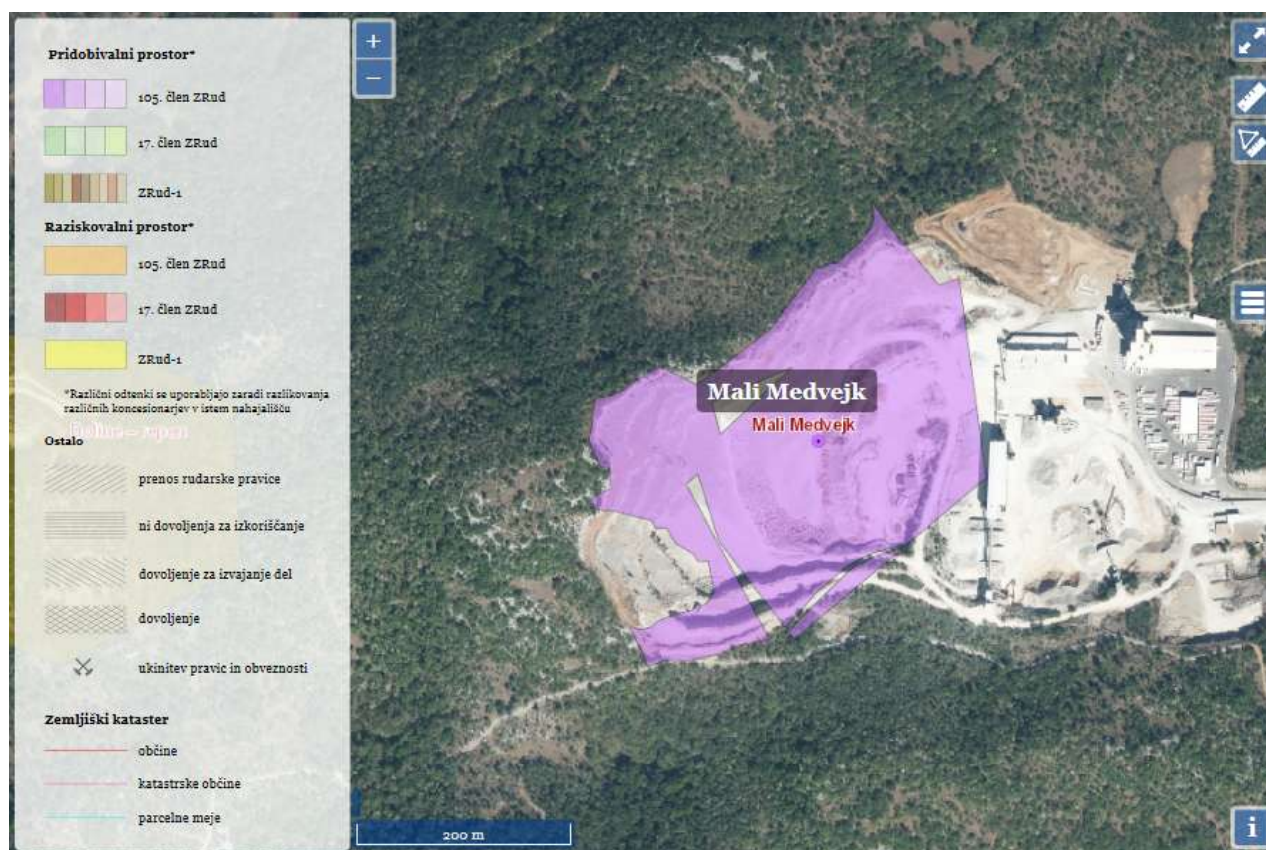 Pridobivalni prostor*
105. člen ZRud
17. člen ZRud
ZRud-1
Raziskovalni prostor*
105. člen ZRud
17. člen ZRud
ZRud-1
*Različni odtenki se uporabljajo zaradi razlikovanja
različnih koncesionarjev v istem nahajališču
Ostalo
prenos rudarske pravice
ni dovoljenja za izkoriščanje
dovoljenje za izvajanje del
dovoljenje
ukinitev pravic in obveznosti
Zemljiški kataster
občine
katastrske občine
parcelne meje
+
−
Mali Medvejk
Mali Medvejk
200 m
i